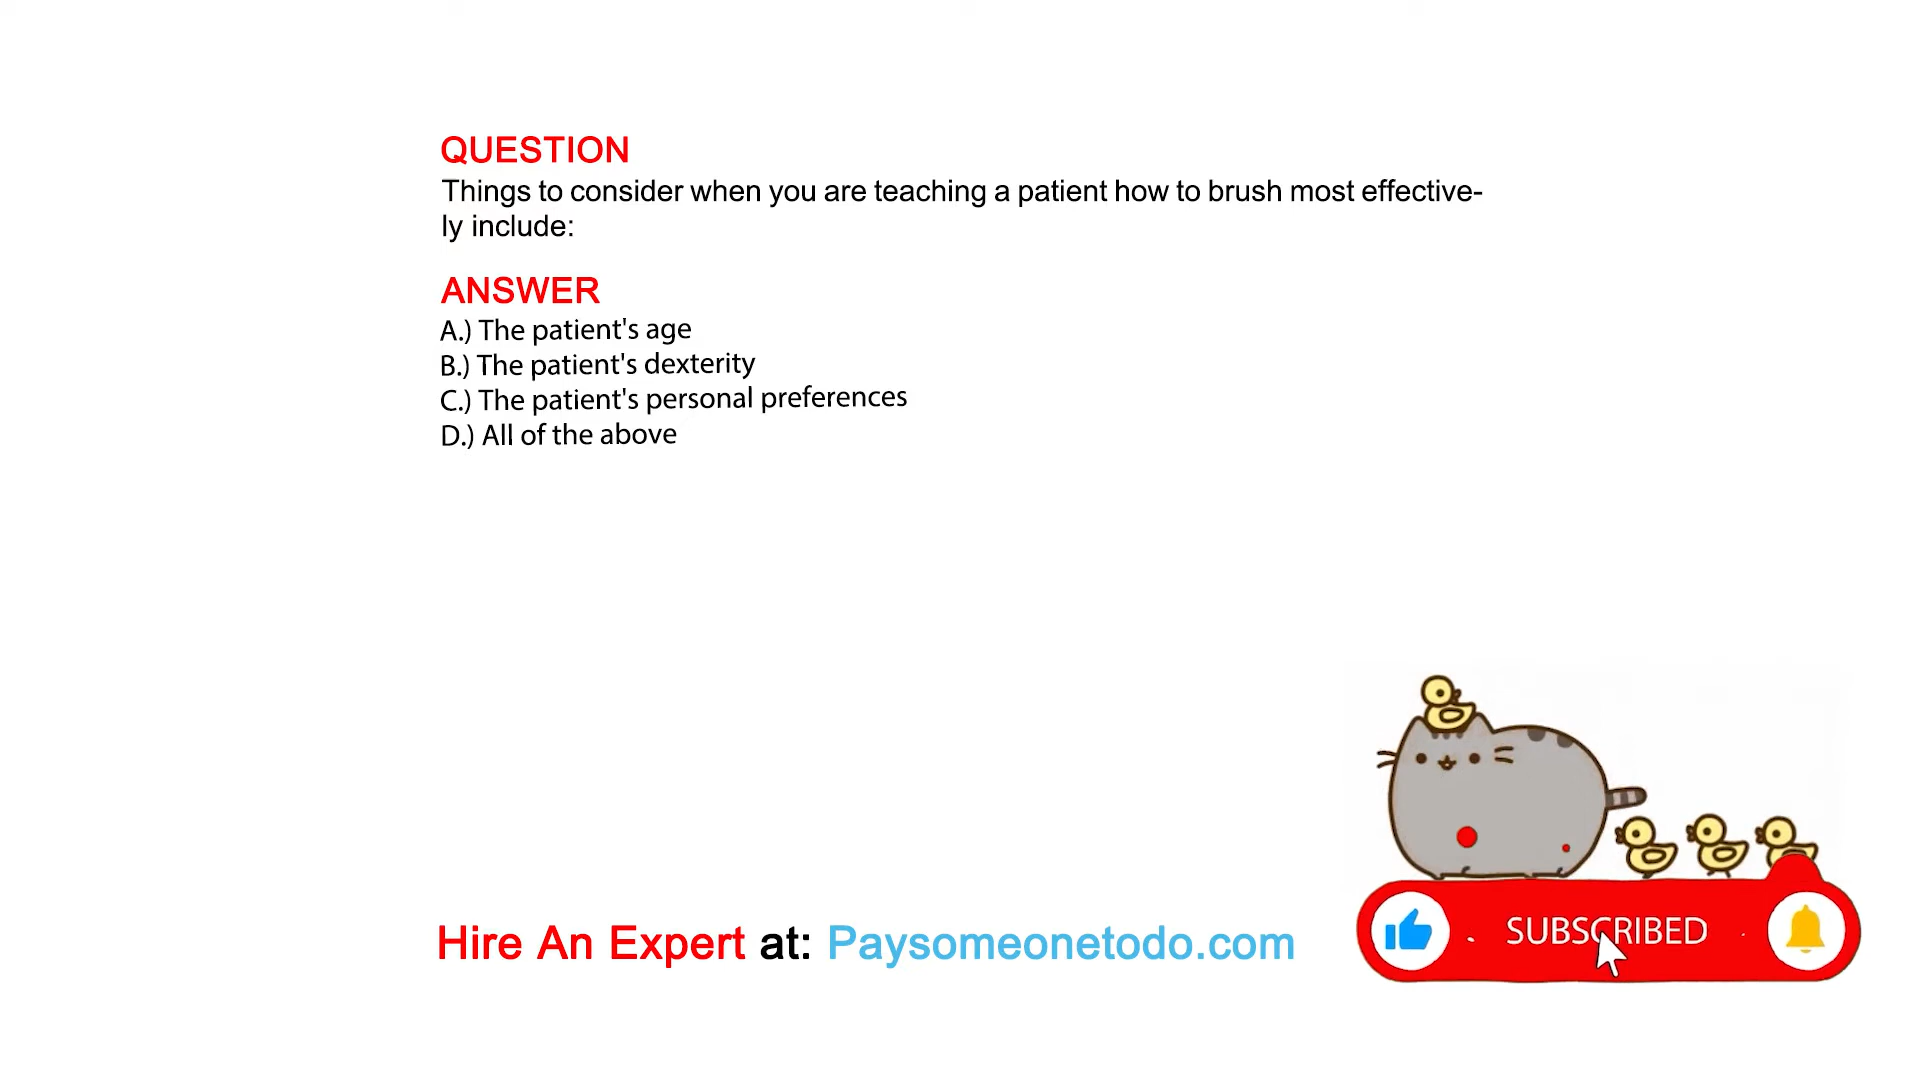 QUESTION
Things to consider when you are teaching a patient how to brush most effective-
ly include:
ANSWER
A.) The patient's age
B.) The patient's dexterity
C.) The patient's personal preferences
D.) All of the above
Hire An Expert at: Paysomeonetodo.com
SUBSCRIBED